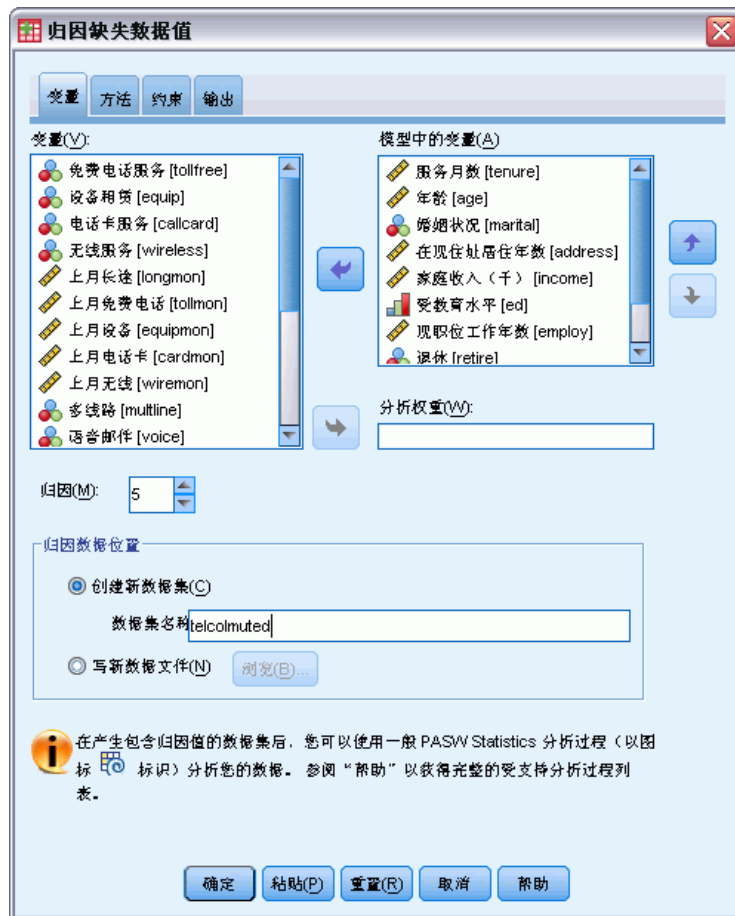 归因缺失数据值
变量
方法
约束
输出
变量(V):
免费电话服务 [tollfree]
设备租赁 [equip]
电话卡服务 [callcard]
无线服务 [wireless]
上月长途 [longmon]
上月免费电话 [tollmon]
上月设备 [equipmon]
上月电话卡 [cardmon]
上月无线 [wiremon]
多线路 [multline]
语音邮件 [voice]
模型中的变量(A)
服务月数 [tenure]
年龄 [age]
婚姻状况 [marital]
在现住址居住年数 [address]
家庭收入（千） [income]
受教育水平 [ed]
现职位工作年数 [employ]
退休 [retire]
分析权重(W):
归因(M):
5
归因数据位置
创建新数据集(C)
数据集名称
telcolmuted
写新数据文件(N)
浏览(B)...
在产生包含归因值的数据集后，您可以使用一般 PASW Statistics 分析过程（以图
标 标识）分析您的数据。 参阅“帮助”以获得完整的受支持分析过程列
表。
确定
粘贴(P)
重置(R)
取消
帮助